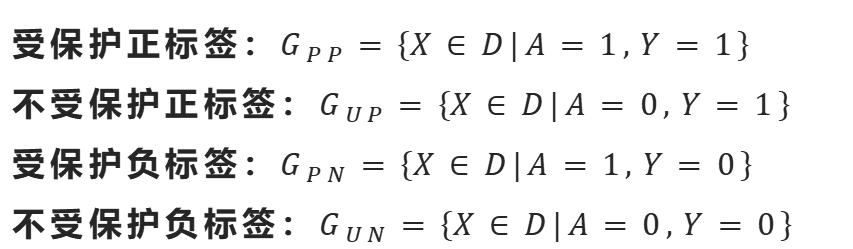 受保护正标签：G_{PP} = {X ∈ D|A = 1, Y = 1}
不受保护正标签：G_{UP} = {X ∈ D|A = 0, Y = 1}
受保护负标签：G_{PN} = {X ∈ D|A = 1, Y = 0}
不受保护负标签：G_{UN} = {X ∈ D|A = 0, Y = 0}